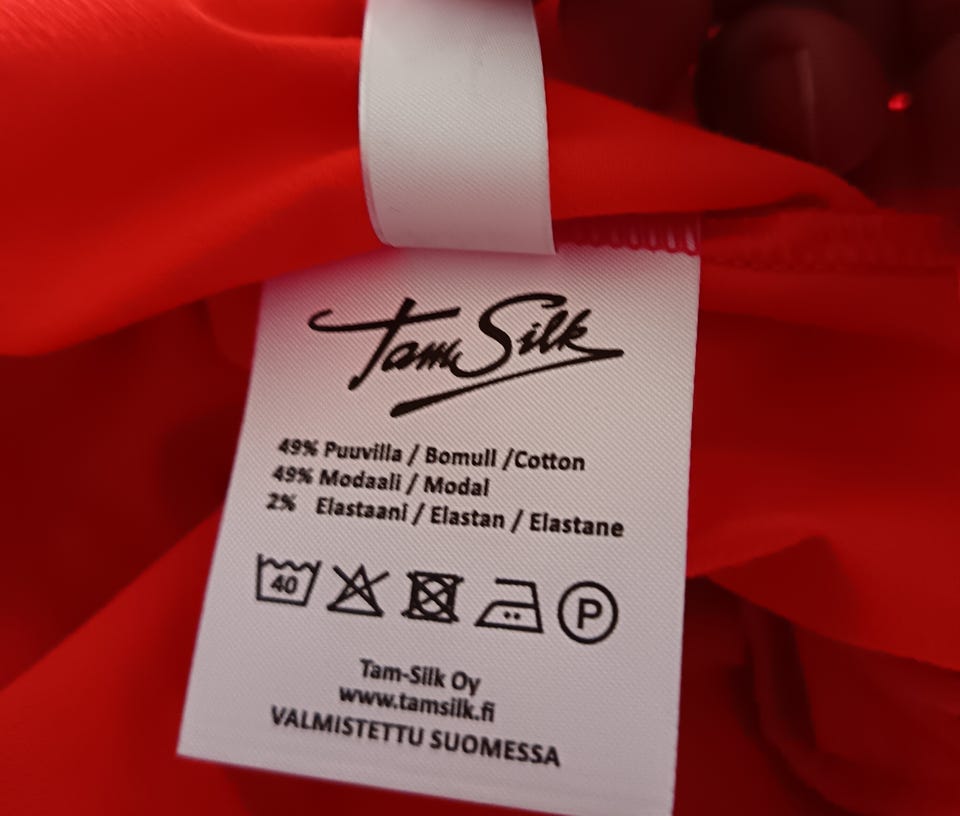 Tam Silk
49% Puuvilla / Bomull /Cotton
49% Modaali / Modal
2% Elastaani / Elastan / Elastane
40 P
Tam-Silk Oy
www.tamsilk.fi
VALMISTETTU SUOMESSA